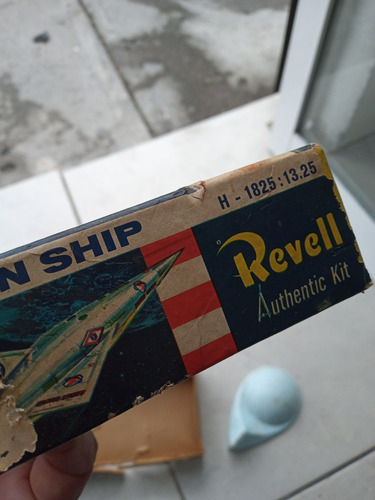 N SHIP
H - 1825:13.25
Revell
Authentic Kit